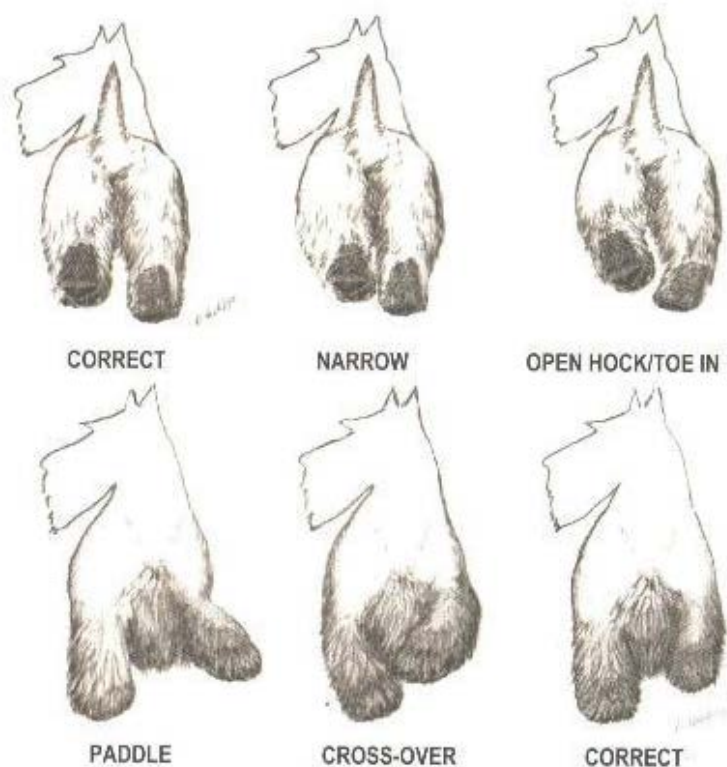 CORRECT
NARROW
OPEN HOCK/TOE IN
PADDLE
CROSS-OVER
CORRECT